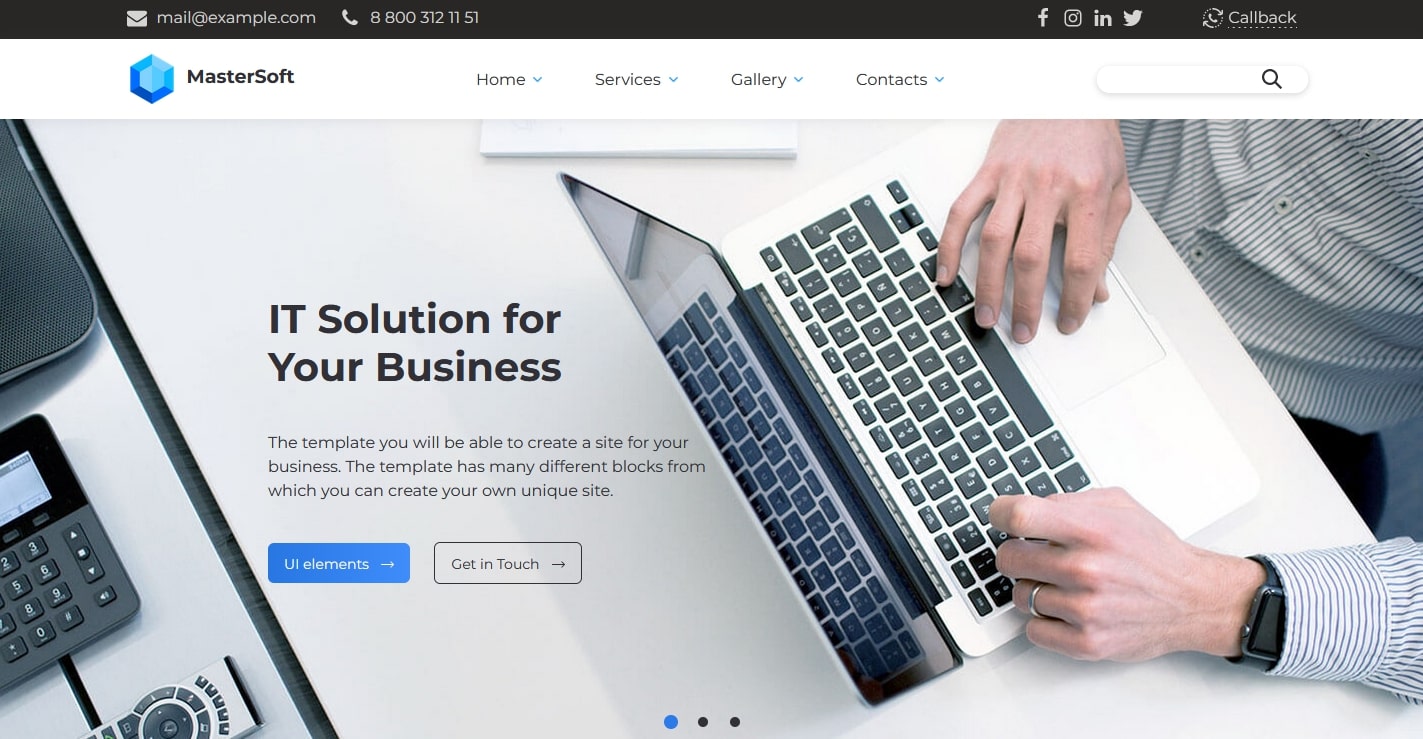 mail@example.com 8 800 312 11 51 Callback
MasterSoft Home Services Gallery Contacts
IT Solution for
Your Business
The template you will be able to create a site for your
business. The template has many different blocks from
which you can create your own unique site.
UI elements → Get in Touch →